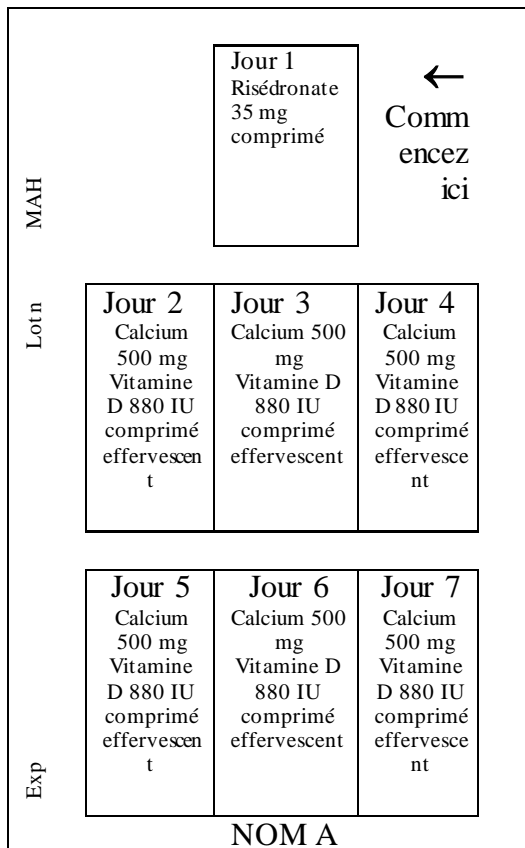 Jour 1
Risédronate
35 mg
comprimé
←
Comm
encez
ici
MAH
Lot n
Jour 2
Calcium
500 mg
Vitamine
D 880 IU
comprimé
effervescen
t
Jour 3
Calcium 500
mg
Vitamine D
880 IU
comprimé
effervescent
Jour 4
Calcium
500 mg
Vitamine
D 880 IU
comprimé
effervesce
nt
Jour 5
Calcium
500 mg
Vitamine
D 880 IU
comprimé
effervescen
t
Jour 6
Calcium 500
mg
Vitamine D
880 IU
comprimé
effervescent
Jour 7
Calcium
500 mg
Vitamine
D 880 IU
comprimé
effervesce
nt
Exp
NOM A